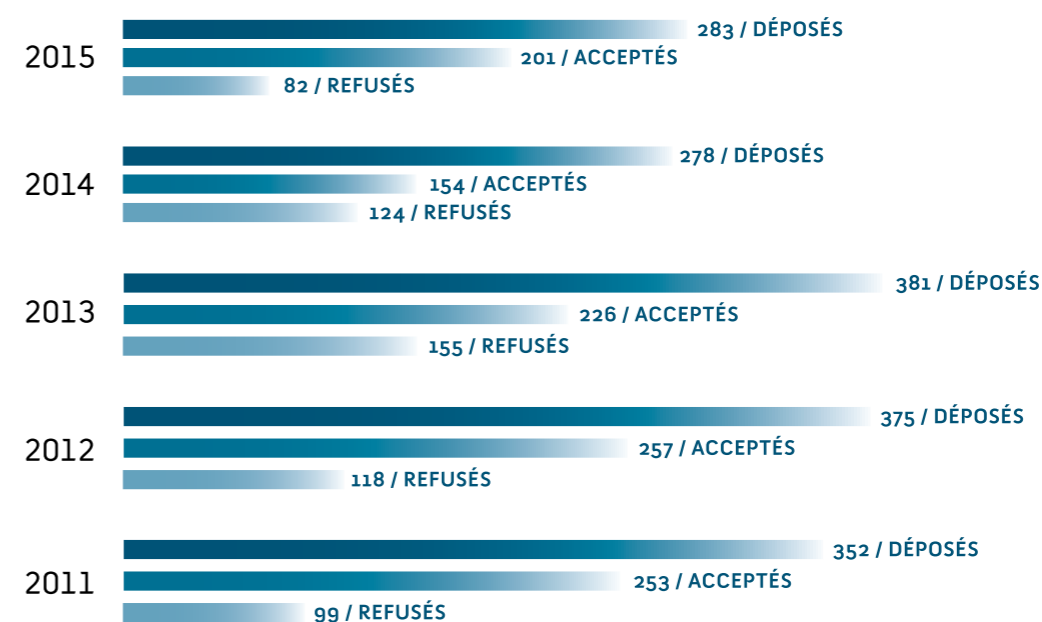 283 / DÉPOSÉS
2015
201 / ACCEPTÉS
82 / REFUSÉS
278 / DÉPOSÉS
2014
154 / ACCEPTÉS
124 / REFUSÉS
381 / DÉPOSÉS
2013
226 / ACCEPTÉS
155 / REFUSÉS
375 / DÉPOSÉS
2012
257 / ACCEPTÉS
118 / REFUSÉS
352 / DÉPOSÉS
2011
253 / ACCEPTÉS
99 / REFUSÉS